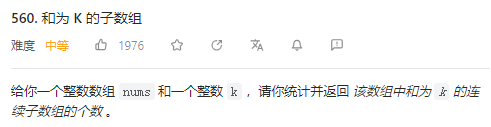 560. 和为 K 的子数组
难度 中等 1976
给你一个整数数组 nums 和一个整数 k ，请你统计并返回 该数组中和为 k 的连
续子数组的个数 。